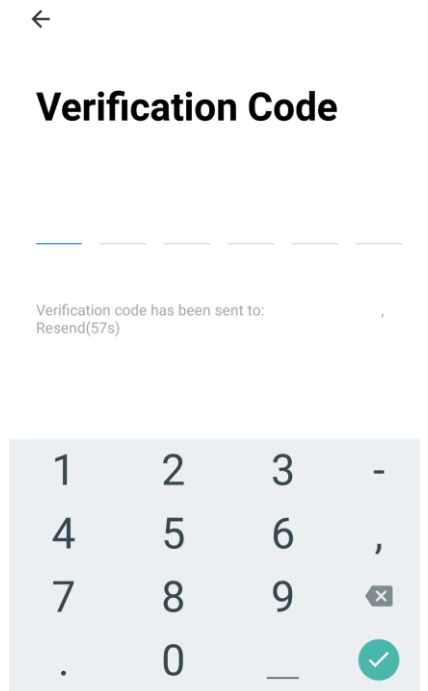 Verification Code
Verification code has been sent to: ,
Resend(57s)
1 2 3 -
4 5 6 ,
7 8 9
. 0 _